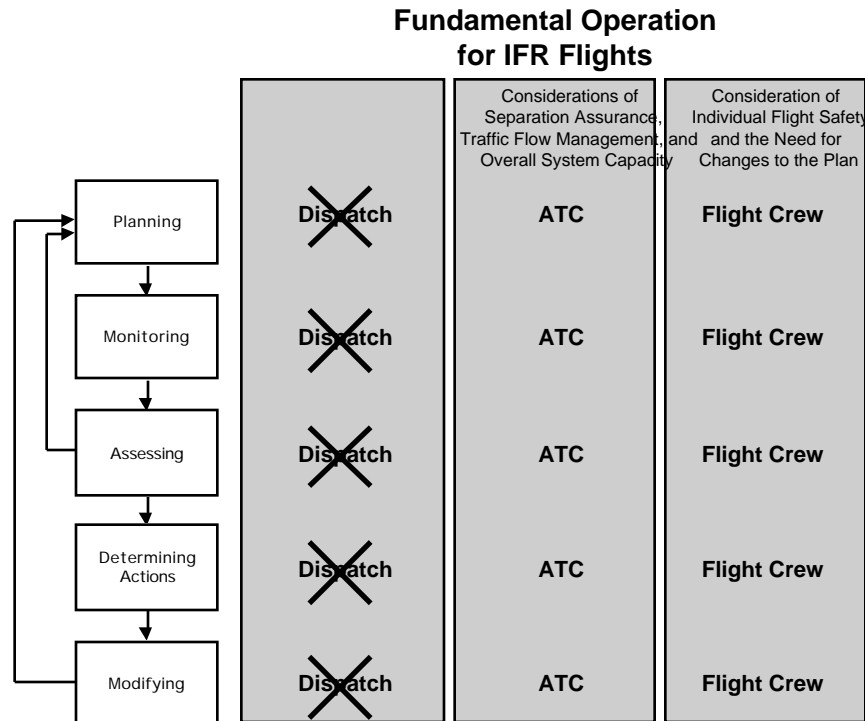 Fundamental Operation
for IFR Flights
Considerations of
Separation Assurance,
Traffic Flow Management, and
Overall System Capacity
Consideration of
Individual Flight Safety
and the Need for
Changes to the Plan
Planning
Dispatch
ATC
Flight Crew
Monitoring
Dispatch
ATC
Flight Crew
Assessing
Dispatch
ATC
Flight Crew
Determining
Actions
Dispatch
ATC
Flight Crew
Modifying
Dispatch
ATC
Flight Crew